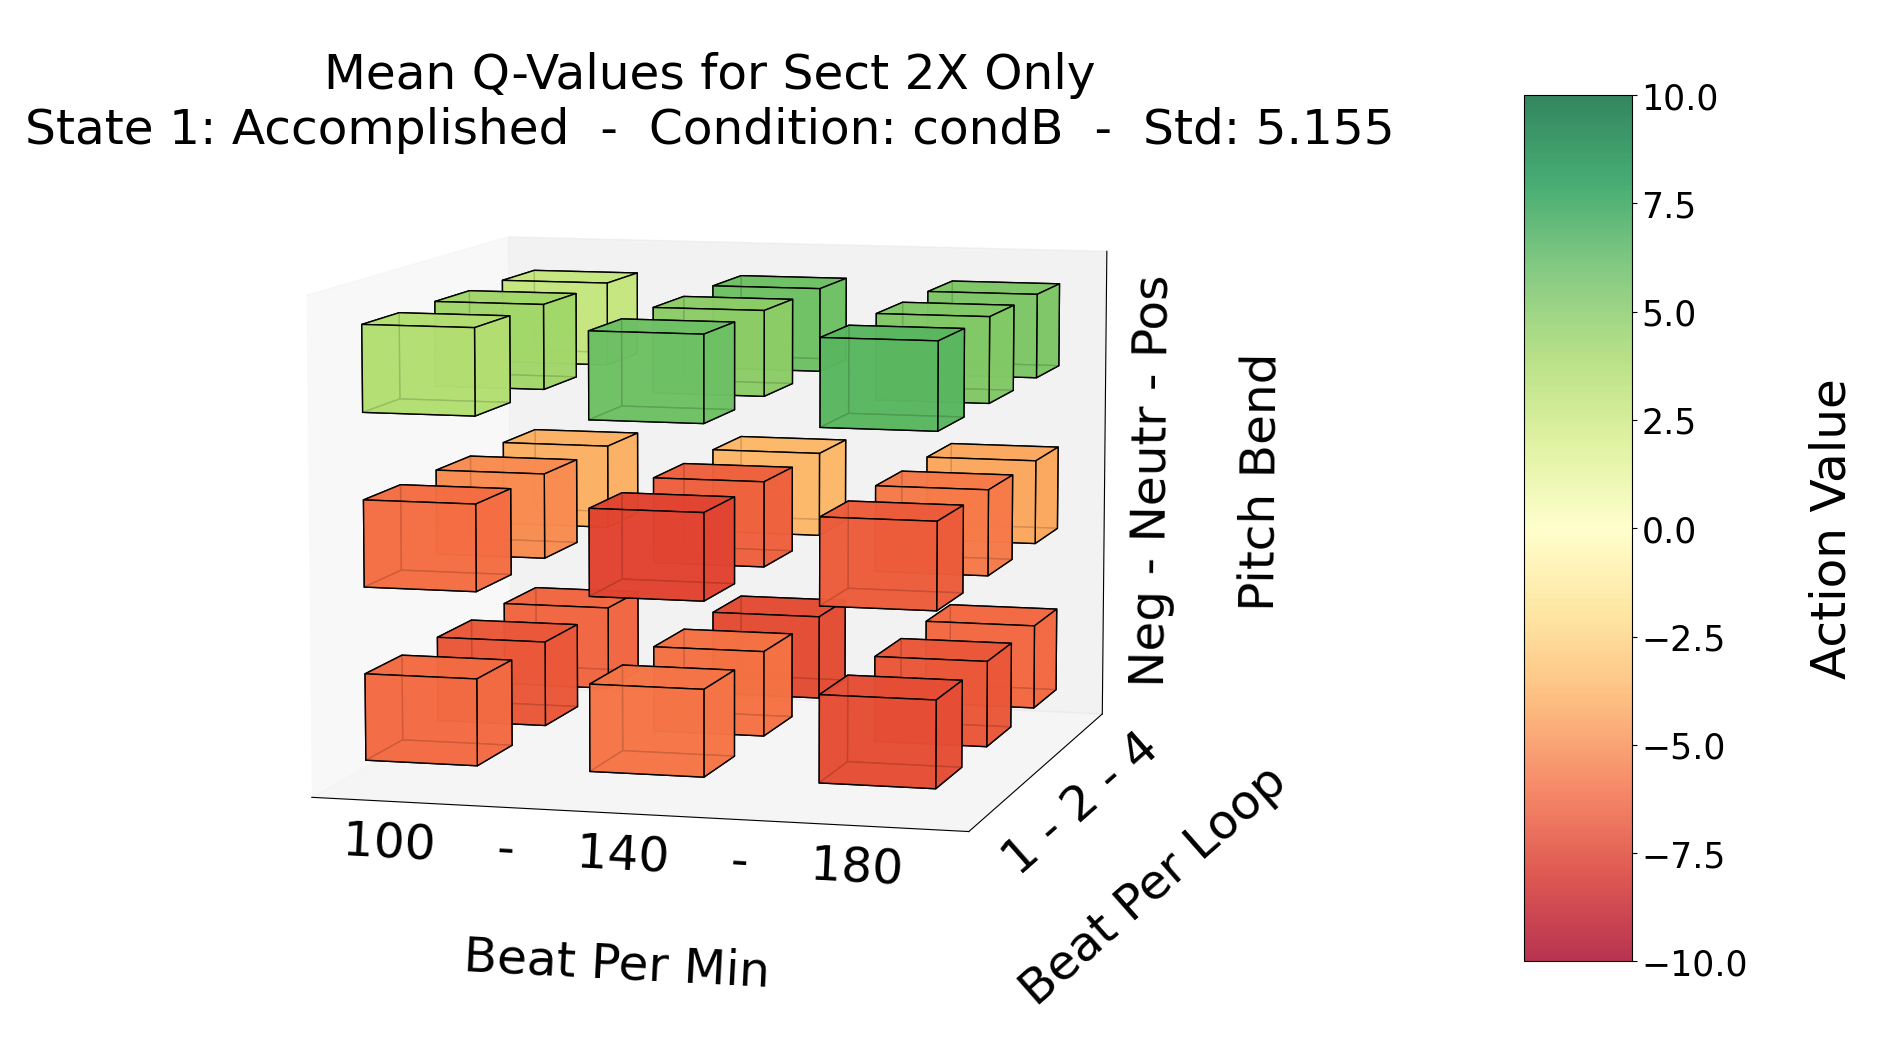 Mean Q-Values for Sect 2X Only
State 1: Accomplished - Condition: condB - Std: 5.155
10.0
7.5
5.0
2.5
0.0
−2.5
−5.0
−7.5
−10.0
Action Value
Neg - Neutr - Pos
Pitch Bend
1 - 2 - 4
Beat Per Loop
100 - 140 - 180
Beat Per Min